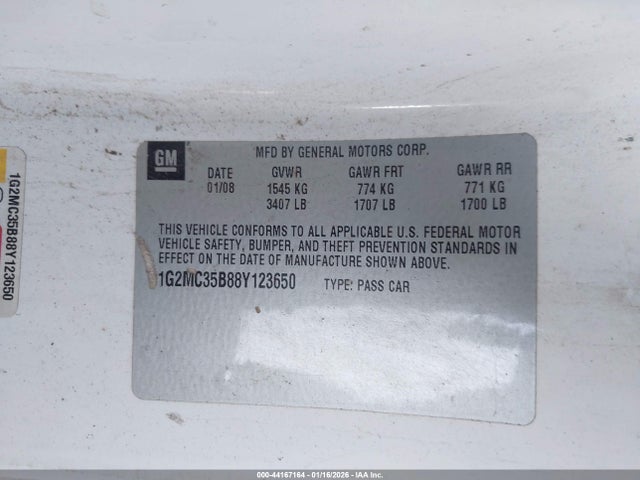 1G2MC35B88Y123650
GM
MFD BY GENERAL MOTORS CORP.
DATE GVWR GAWR FRT GAWR RR
01/08 1545 KG 774 KG 771 KG
3407 LB 1707 LB 1700 LB
THIS VEHICLE CONFORMS TO ALL APPLICABLE U.S. FEDERAL MOTOR
VEHICLE SAFETY, BUMPER, AND THEFT PREVENTION STANDARDS IN
EFFECT ON THE DATE OF MANUFACTURE SHOWN ABOVE.
1G2MC35B88Y123650 TYPE: PASS CAR
000-44167164 - 01/16/2026 - IAA Inc.